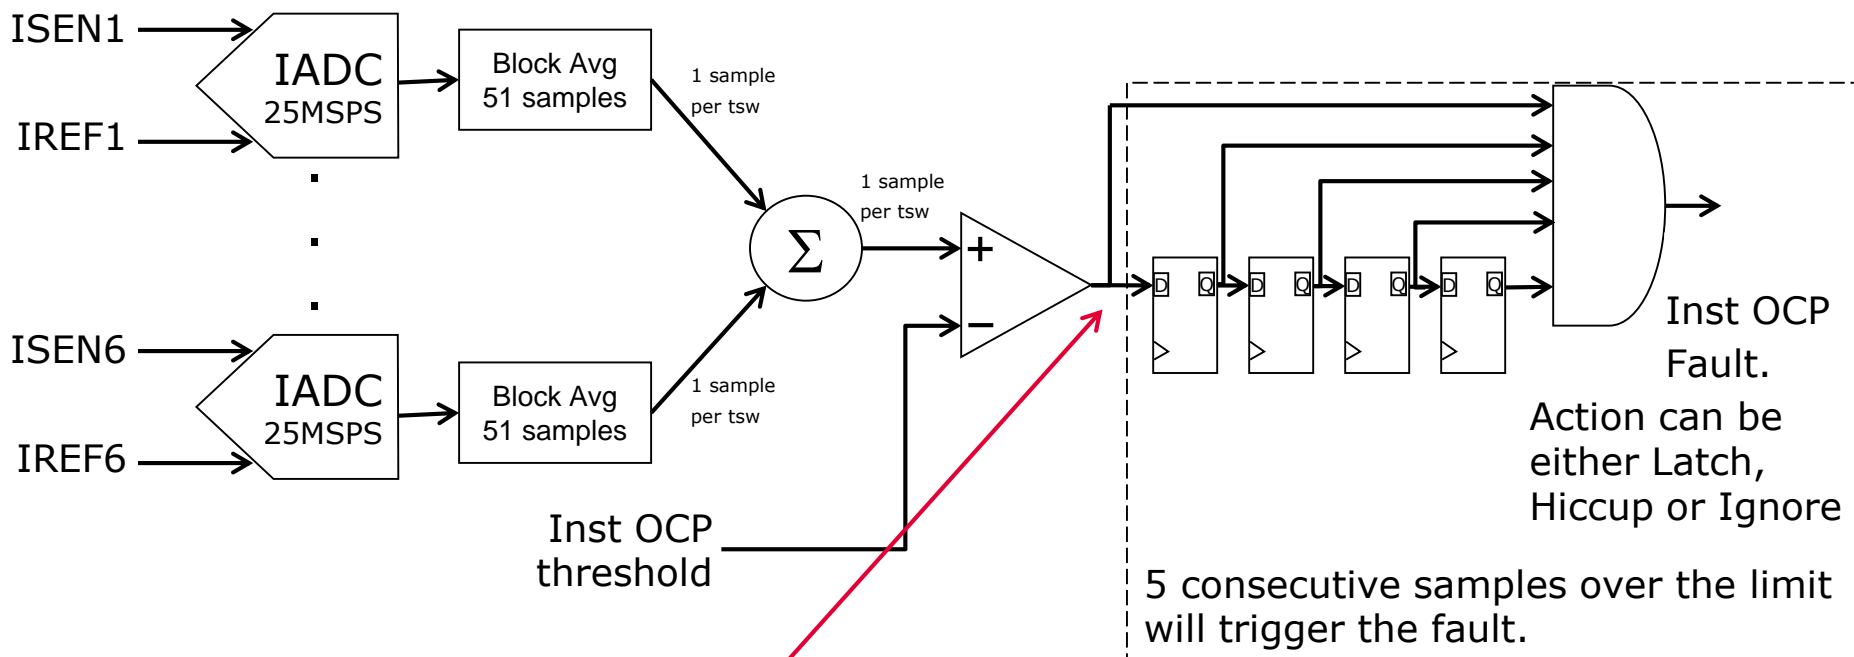 ISEN1
IADC
25MSPS
IREF1
Block Avg
51 samples
1 sample
per tsw
.
.
.
ISEN6
IADC
25MSPS
IREF6
Block Avg
51 samples
1 sample
per tsw
Σ
1 sample
per tsw
+
−
Inst OCP
threshold
D Q D Q D Q D Q
Inst OCP
Fault.
Action can be
either Latch,
Hiccup or Ignore
5 consecutive samples over the limit
will trigger the fault.